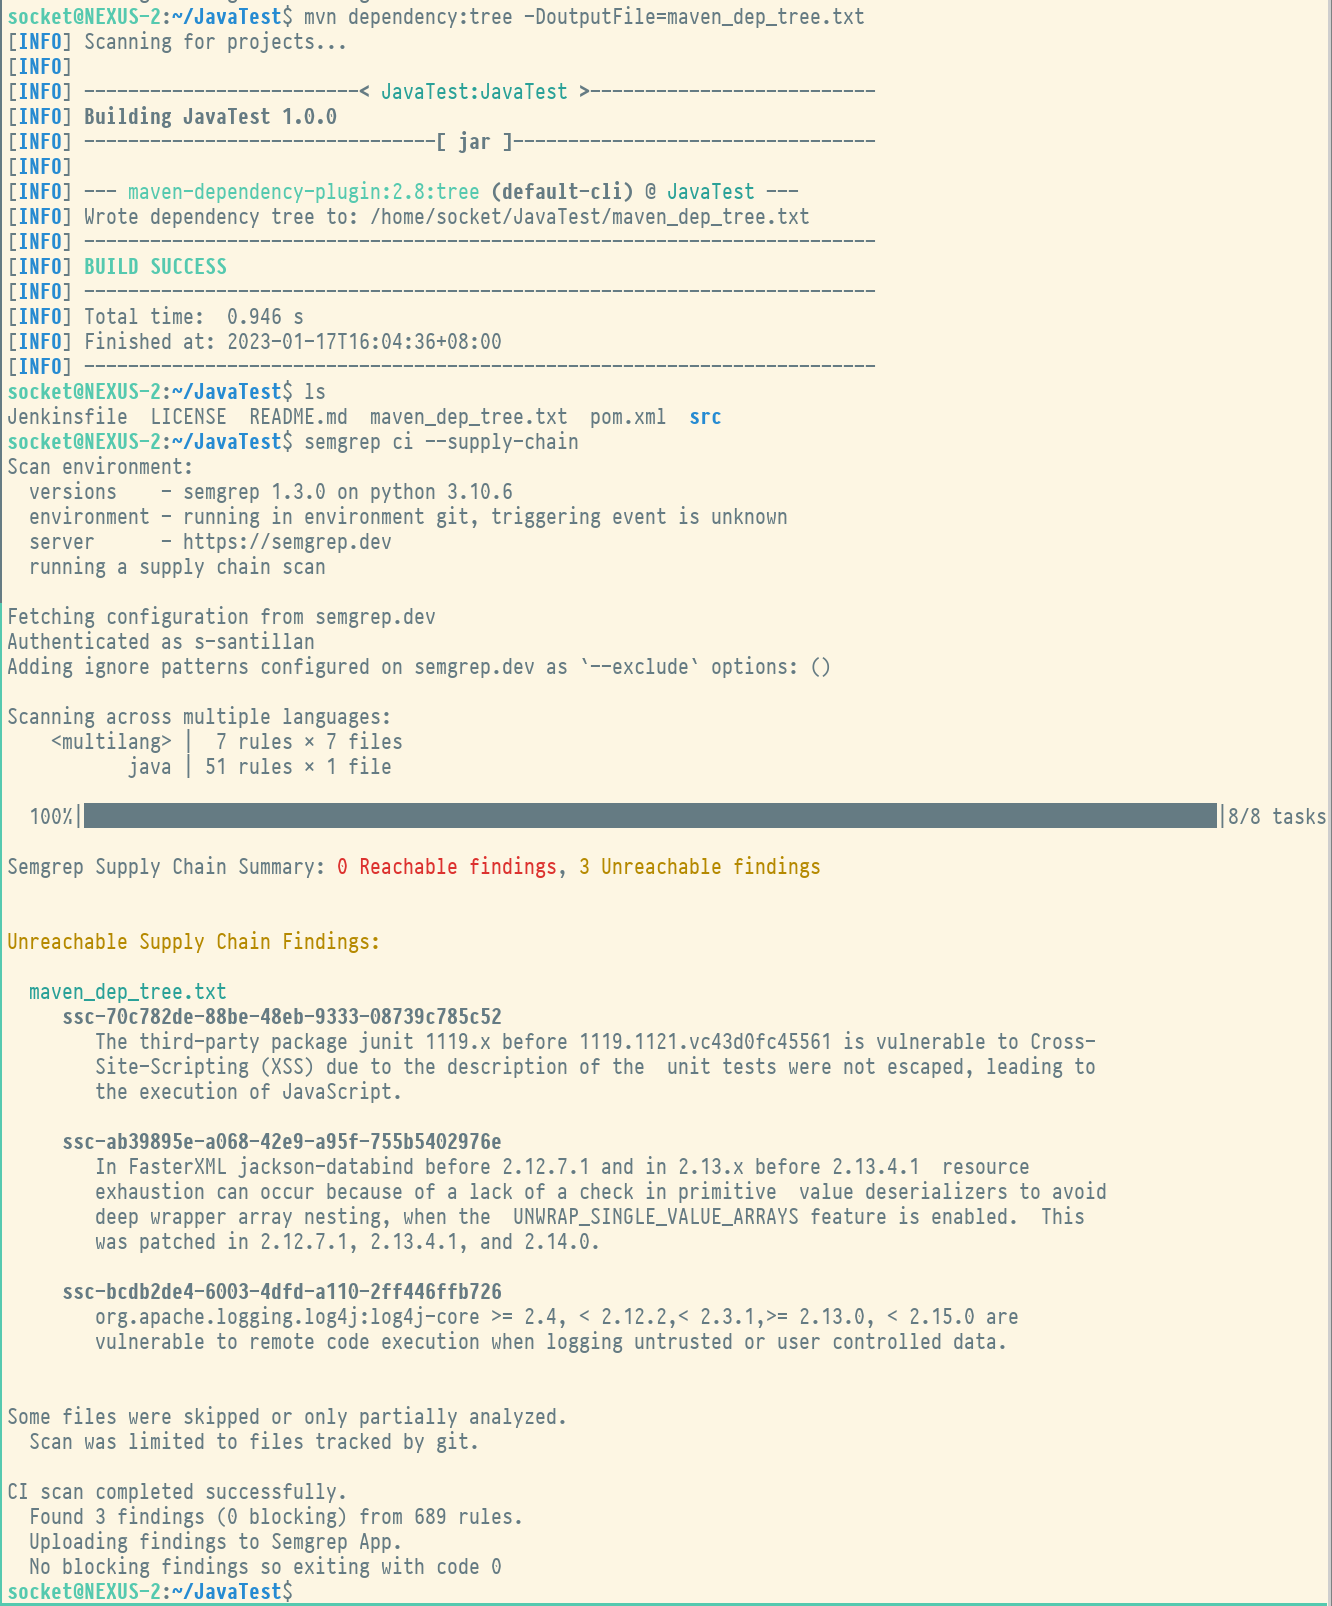 socket@NEXUS-2:~/JavaTest$ mvn dependency:tree -DoutputFile=maven_dep_tree.txt
[INFO] Scanning for projects...
[INFO]
[INFO] -------------------------< JavaTest:JavaTest >--------------------------
[INFO] Building JavaTest 1.0.0
[INFO] --------------------------------[ jar ]---------------------------------
[INFO]
[INFO] --- maven-dependency-plugin:2.8:tree (default-cli) @ JavaTest ---
[INFO] Wrote dependency tree to: /home/socket/JavaTest/maven_dep_tree.txt
[INFO] ------------------------------------------------------------------------
[INFO] BUILD SUCCESS
[INFO] ------------------------------------------------------------------------
[INFO] Total time:  0.946 s
[INFO] Finished at: 2023-01-17T16:04:36+08:00
[INFO] ------------------------------------------------------------------------
socket@NEXUS-2:~/JavaTest$ ls
Jenkinsfile  LICENSE  README.md  maven_dep_tree.txt  pom.xml  src
socket@NEXUS-2:~/JavaTest$ semgrep ci --supply-chain
Scan environment:
  versions    - semgrep 1.3.0 on python 3.10.6
  environment - running in environment git, triggering event is unknown
  server      - https://semgrep.dev
  running a supply chain scan
Fetching configuration from semgrep.dev
Authenticated as s-santillan
Adding ignore patterns configured on semgrep.dev as `--exclude` options: ()
Scanning across multiple languages:
    <multilang> |  7 rules × 7 files
           java | 51 rules × 1 file
  100%|8/8 tasks
Semgrep Supply Chain Summary: 0 Reachable findings, 3 Unreachable findings
Unreachable Supply Chain Findings:
  maven_dep_tree.txt
     ssc-70c782de-88be-48eb-9333-08739c785c52
        The third-party package junit 1119.x before 1119.1121.vc43d0fc45561 is vulnerable to Cross-
        Site-Scripting (XSS) due to the description of the  unit tests were not escaped, leading to
        the execution of JavaScript.
     ssc-ab39895e-a068-42e9-a95f-755b5402976e
        In FasterXML jackson-databind before 2.12.7.1 and in 2.13.x before 2.13.4.1  resource
        exhaustion can occur because of a lack of a check in primitive  value deserializers to avoid
        deep wrapper array nesting, when the  UNWRAP_SINGLE_VALUE_ARRAYS feature is enabled.  This
        was patched in 2.12.7.1, 2.13.4.1, and 2.14.0.
     ssc-bcdb2de4-6003-4dfd-a110-2ff446ffb726
        org.apache.logging.log4j:log4j-core >= 2.4, < 2.12.2,< 2.3.1,>= 2.13.0, < 2.15.0 are
        vulnerable to remote code execution when logging untrusted or user controlled data.
Some files were skipped or only partially analyzed.
  Scan was limited to files tracked by git.
CI scan completed successfully.
  Found 3 findings (0 blocking) from 689 rules.
  Uploading findings to Semgrep App.
  No blocking findings so exiting with code 0
socket@NEXUS-2:~/JavaTest$